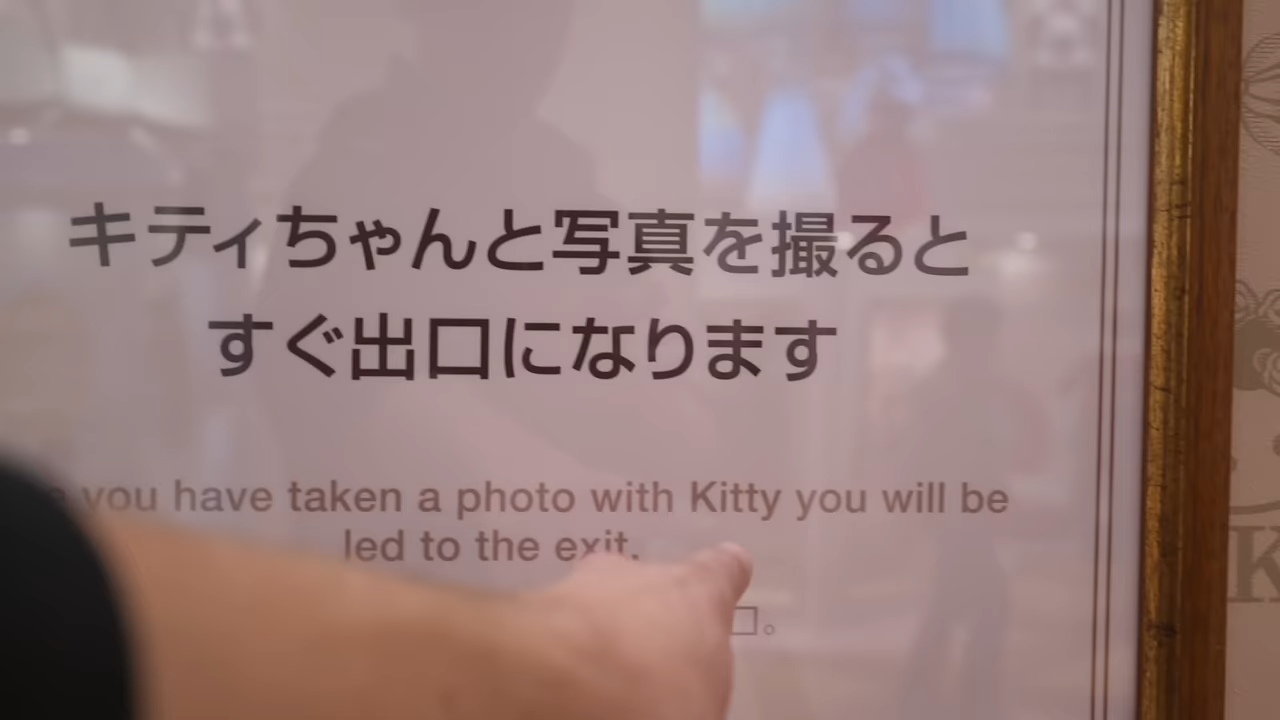 キティちゃんと写真を撮ると
すぐ出口になります
you have taken a photo with Kitty you will be
led to the exit.
口。
K